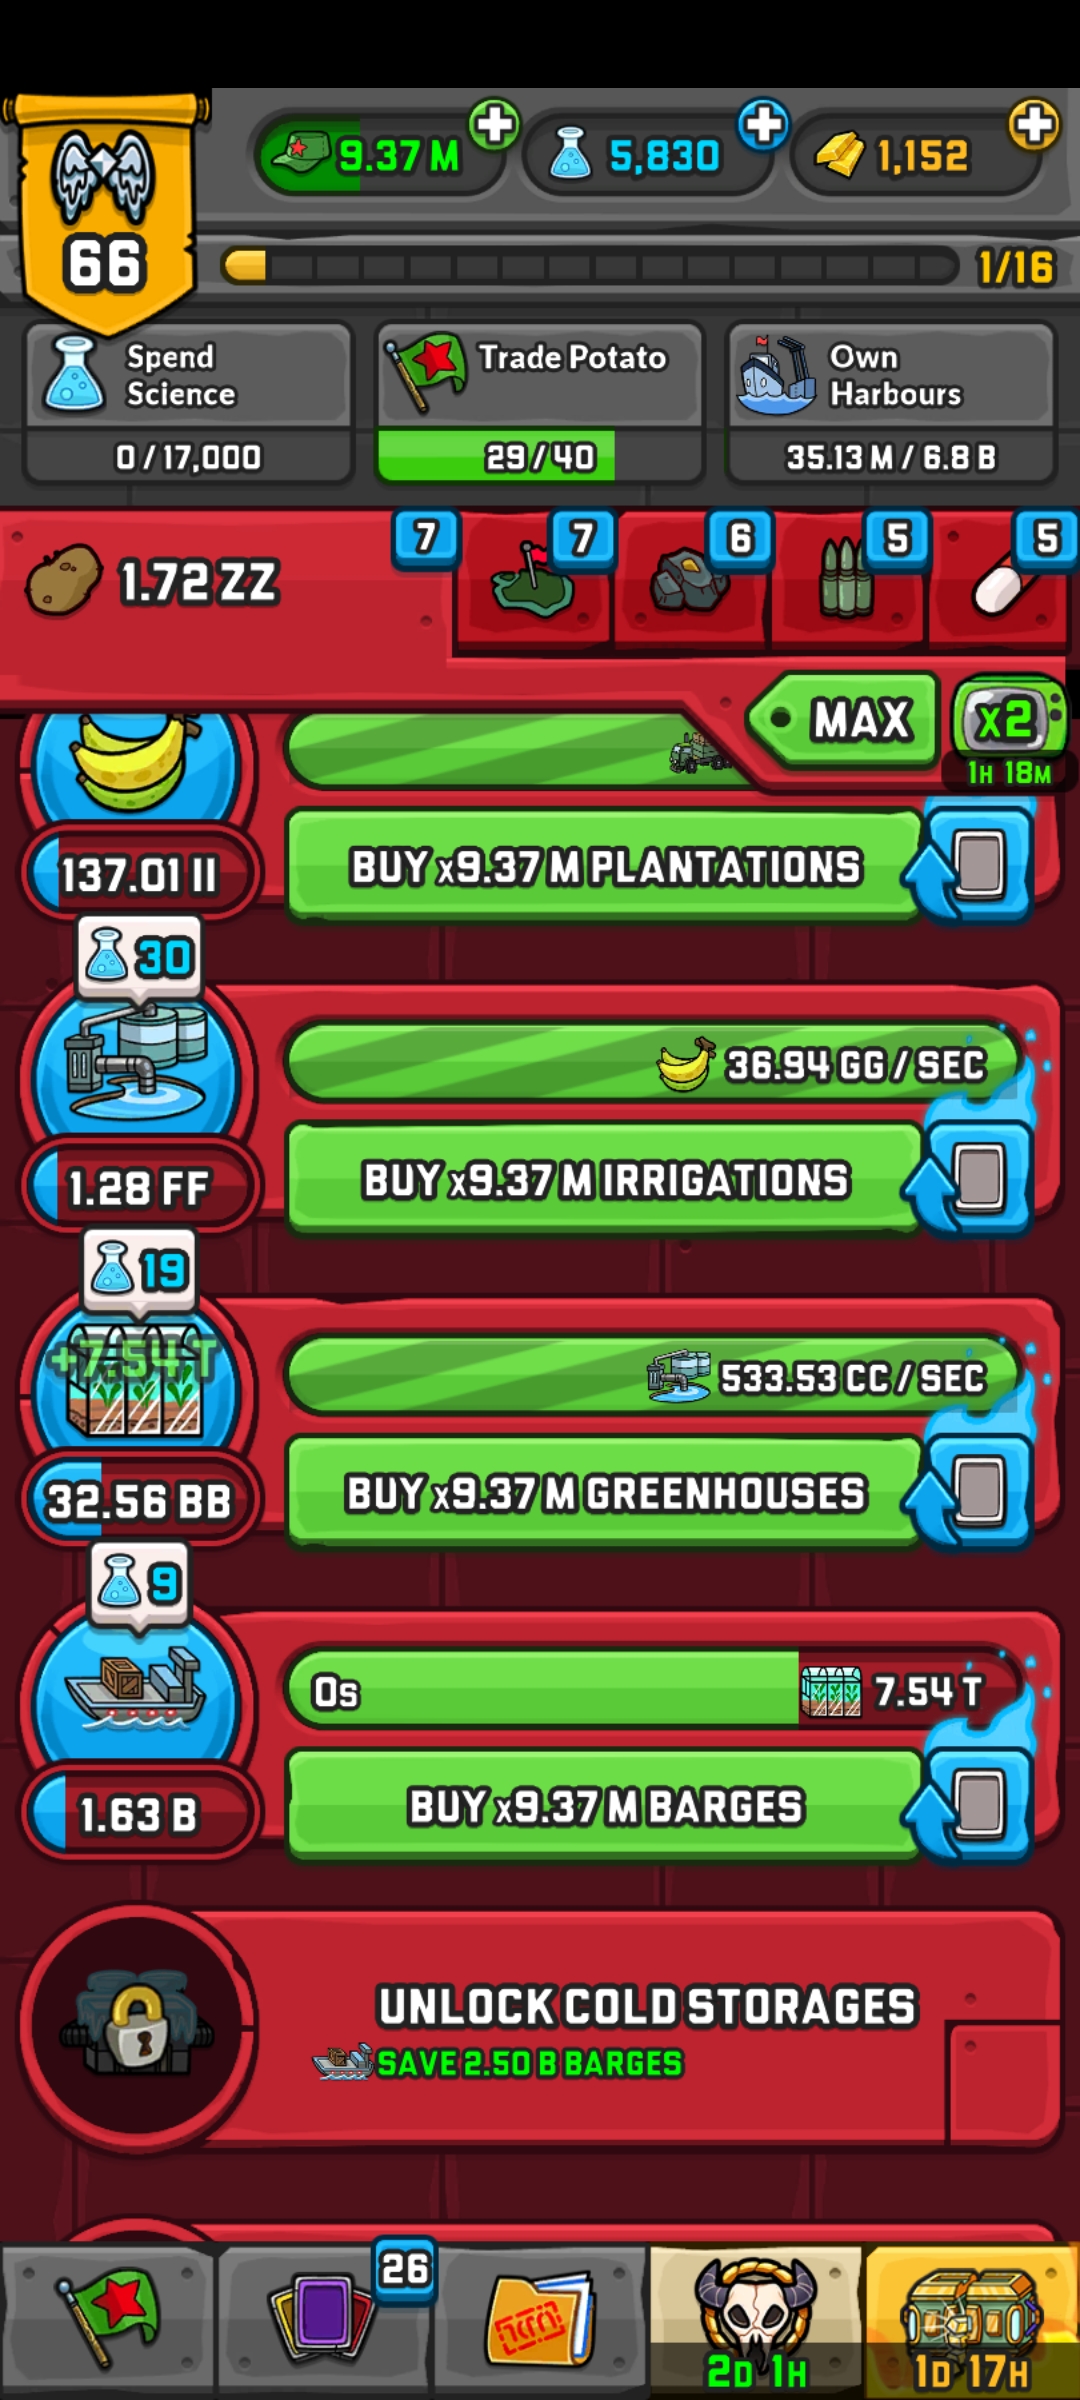 9.37 M
5,830
1,152
66
1/16
Spend
Science
0/17,000
Trade Potato
29/40
Own
Harbours
35.13 M / 6.8 B
1.72 ZZ
7
7
6
5
5
MAX
x2
1H 18M
137.01 II
BUY x9.37 M PLANTATIONS
30
36.94 GG / SEC
1.28 FF
BUY x9.37 M IRRIGATIONS
19
+7.54 T
533.53 CC / SEC
32.56 BB
BUY x9.37 M GREENHOUSES
9
0s
7.54 T
1.63 B
BUY x9.37 M BARGES
UNLOCK COLD STORAGES
SAVE 2.50 B BARGES
26
2D 1H
1D 17H